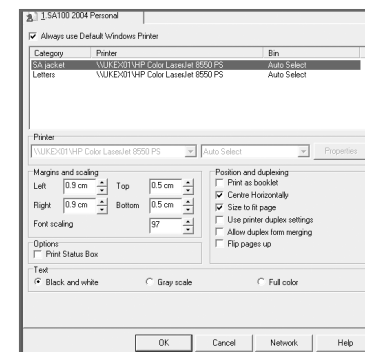 1.SA100 2004 Personal
Always use Default Windows Printer
Category Printer Bin
SA jacket \\UKEX01\HP Color LaserJet 8550 PS Auto Select
Letters \\UKEX01\HP Color LaserJet 8550 PS Auto Select
Printer
\\UKEX01\HP Color LaserJet 8550 PS Auto Select Properties
Margins and scaling Position and duplexing
Left 0.9 cm Top 0.5 cm Print as booklet
Centre Horizontally
Right 0.9 cm Bottom 0.5 cm Size to fit page
Font scaling 97 Use printer duplex settings
Allow duplex form merging
Options Flip pages up
Print Status Box
Text
Black and white Gray scale Full color
OK Cancel Network Help